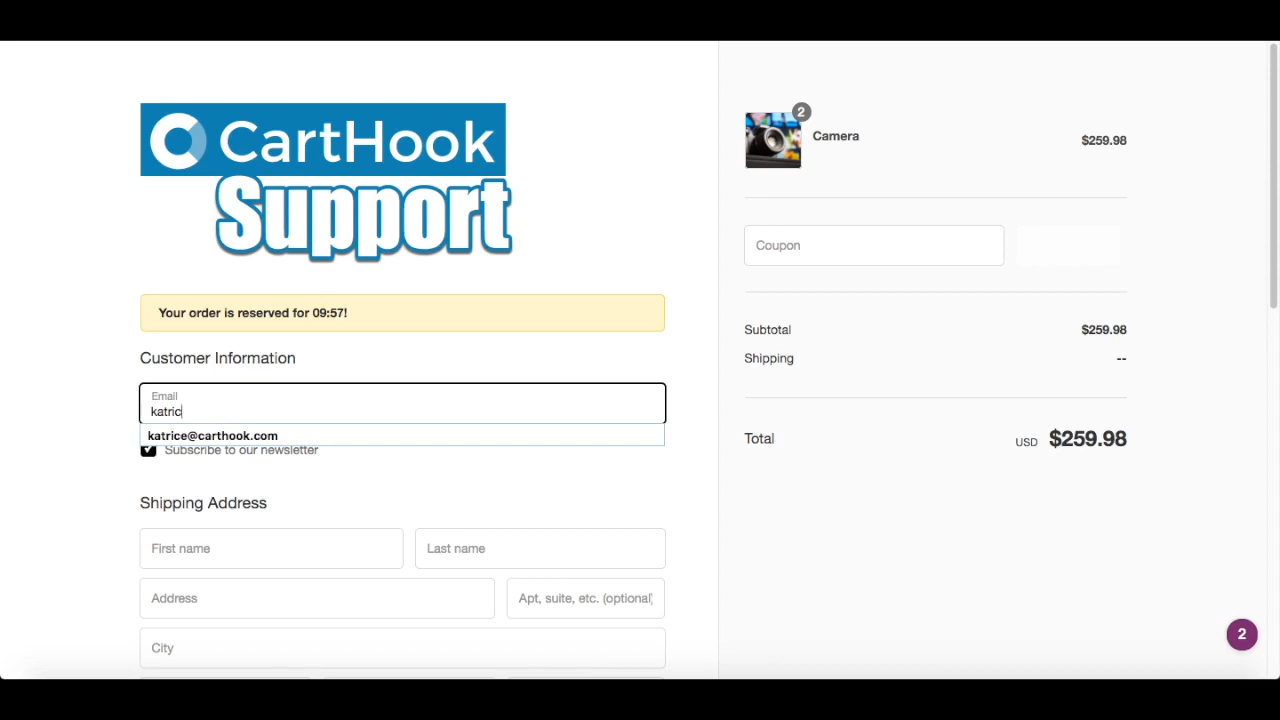 CartHook
Support
Your order is reserved for 09:57!
Customer Information
Email
katric
katrice@carthook.com
Subscribe to our newsletter
Shipping Address
First name
Last name
Address
Apt, suite, etc. (optional)
City
2
Camera
$259.98
Coupon
Subtotal
$259.98
Shipping
--
Total
USD $259.98
2